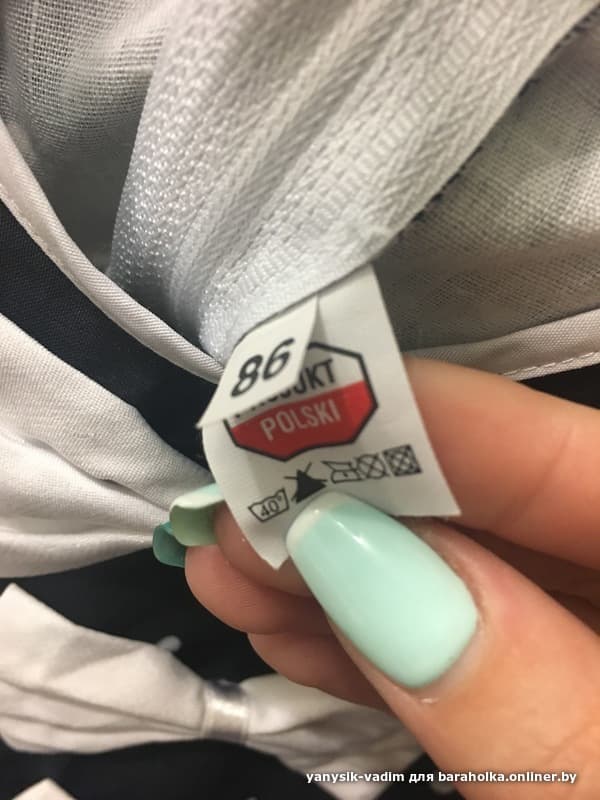 86
POLSKI
40°
yanysik-vadim для baraholka.onliner.by